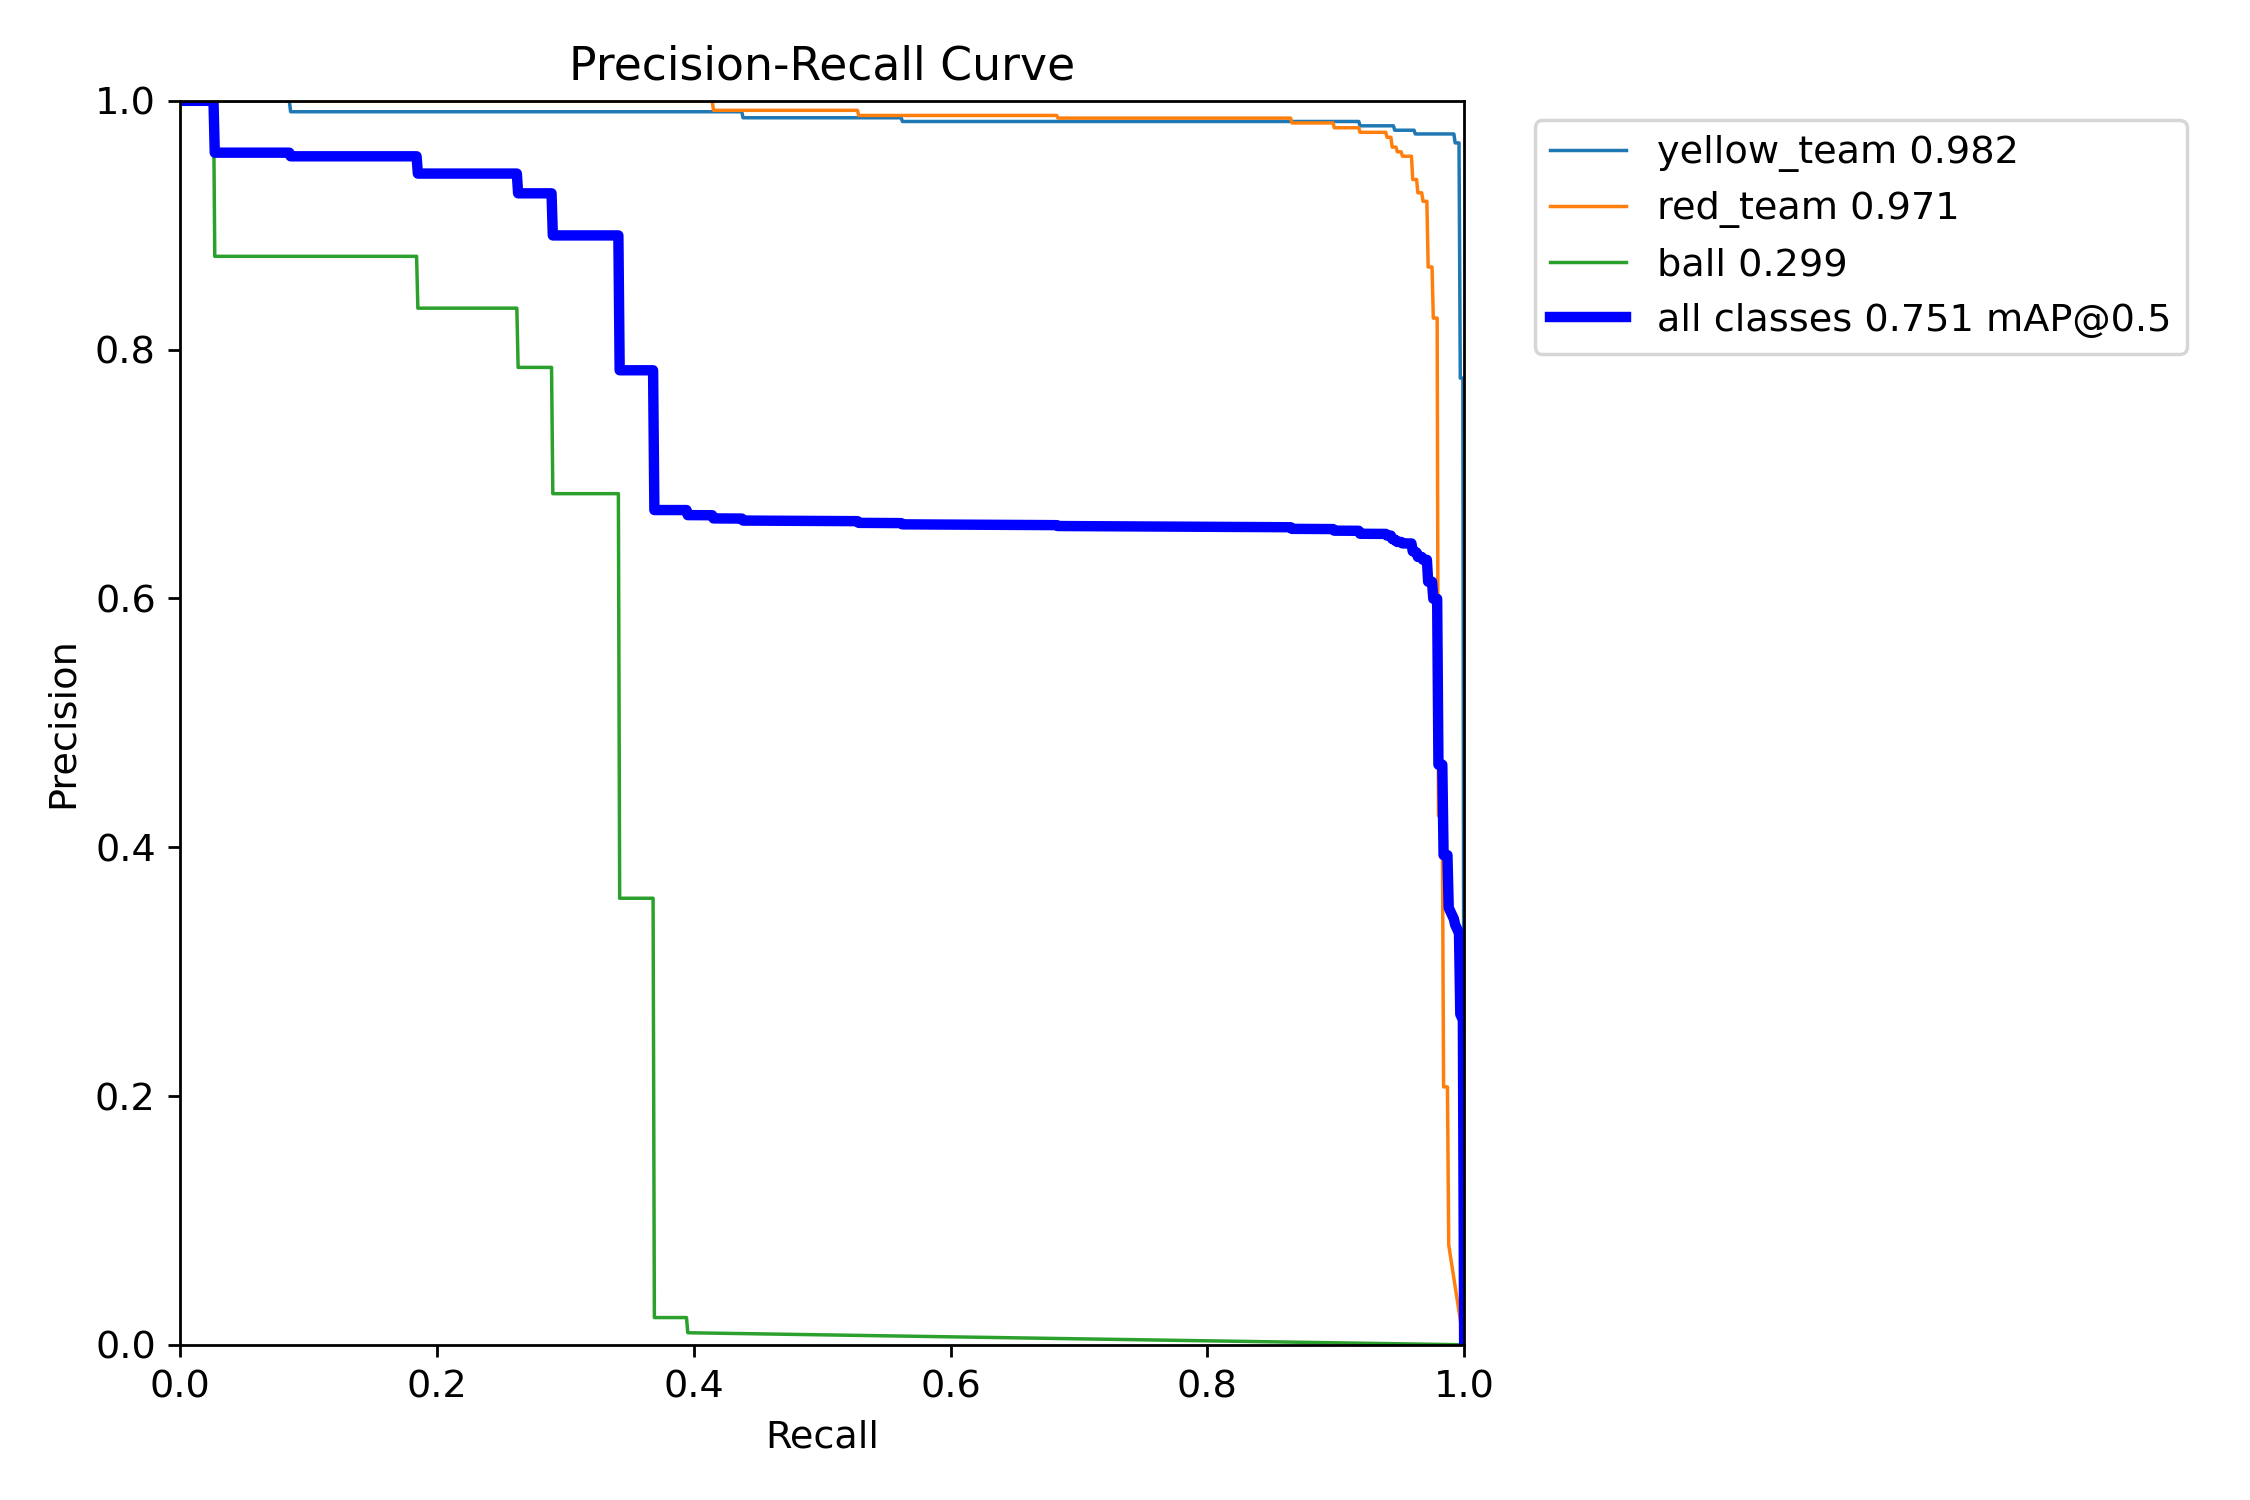 Precision-Recall Curve
1.0
0.8
0.6
0.4
0.2
0.0
Precision
0.0 0.2 0.4 0.6 0.8 1.0
Recall
yellow_team 0.982
red_team 0.971
ball 0.299
all classes 0.751 mAP@0.5